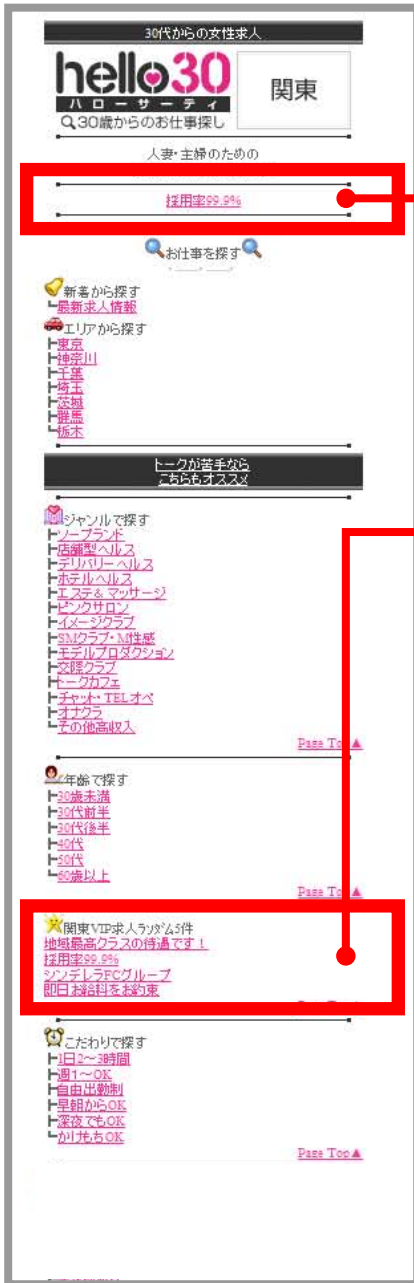 30代からの女性求人
hello30
ハローサーティ
30歳からのお仕事探し
関東
人妻・主婦のための
採用率99.9%
お仕事を探す
新着から探す
最新求人情報
エリアから探す
東京
神奈川
千葉
埼玉
茨城
群馬
栃木
トークが苦手なら
こちらもオススメ
ジャンルで探す
ソープランド
店舗型ヘルス
デリバリーヘルス
ホテルヘルス
エステ&マッサージ
ピンクサロン
イメージクラブ
SMクラブ・M性感
モデルプロダクション
交際クラブ
トークカフェ
チャット・TELオペ
オナクラ
その他高収入
Page Top▲
年齢で探す
30歳未満
30代前半
30代後半
40代
50代
60歳以上
Page Top▲
関東VIP求人ランダム5件
地域最高クラスの待遇です!
採用率99.9%
シンデレラFCグループ
即日お給料をお約束
こだわりで探す
1日2~3時間
週1~OK
自由出勤制
早朝からOK
深夜でもOK
かけもちOK
Page Top▲